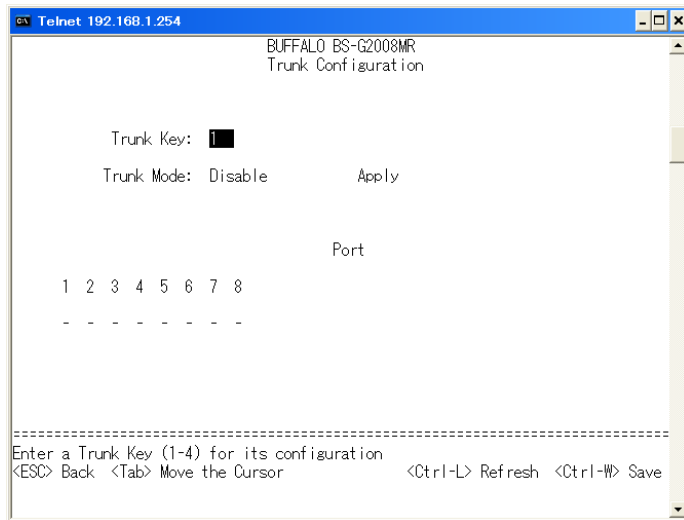 Telnet 192.168.1.254
BUFFALO BS-G2008MR
Trunk Configuration
Trunk Key: 1
Trunk Mode: Disable Apply
Port
1 2 3 4 5 6 7 8
- - - - - - - -
Enter a Trunk Key (1-4) for its configuration
<ESC> Back <Tab> Move the Cursor <Ctrl-L> Refresh <Ctrl-W> Save